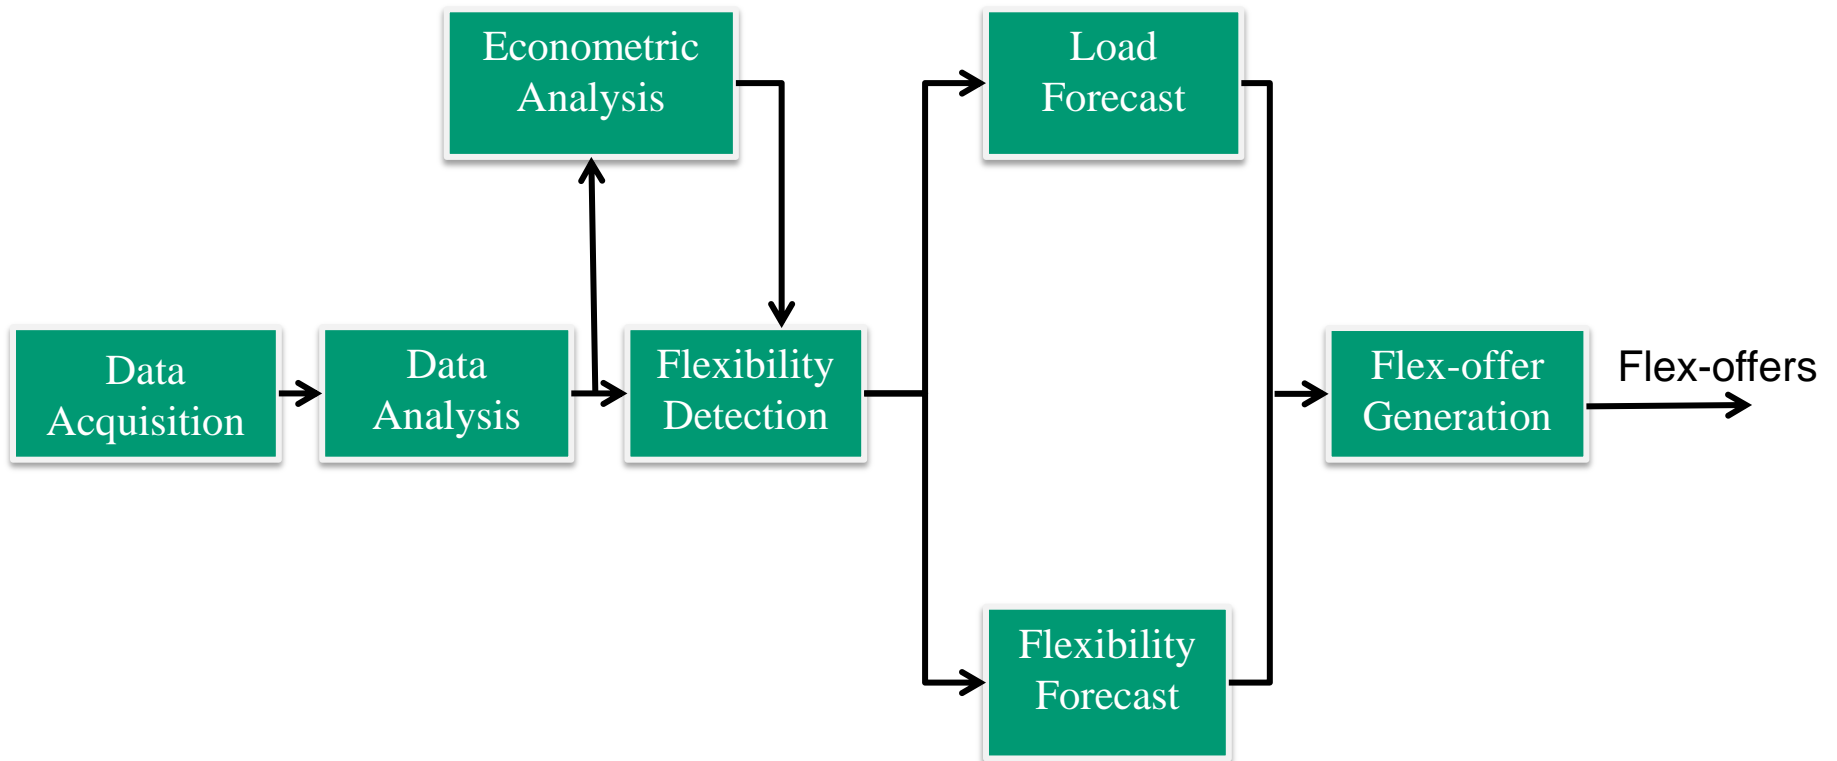 Econometric
Analysis
Load
Forecast
Data
Acquisition
Data
Analysis
Flexibility
Detection
Flex-offer
Generation
Flex-offers
Flexibility
Forecast